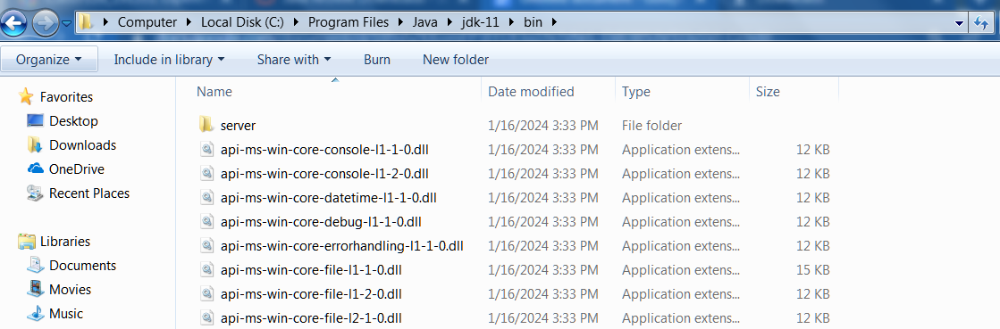 Computer Local Disk (C:) Program Files Java jdk-11 bin
Organize Include in library Share with Burn New folder
Name Date modified Type Size
Favorites
Desktop
Downloads
OneDrive
Recent Places
Libraries
Documents
Movies
Music
server 1/16/2024 3:33 PM File folder
api-ms-win-core-console-l1-1-0.dll 1/16/2024 3:33 PM Application extens... 12 KB
api-ms-win-core-console-l1-2-0.dll 1/16/2024 3:33 PM Application extens... 12 KB
api-ms-win-core-datetime-l1-1-0.dll 1/16/2024 3:33 PM Application extens... 12 KB
api-ms-win-core-debug-l1-1-0.dll 1/16/2024 3:33 PM Application extens... 12 KB
api-ms-win-core-errorhandling-l1-1-0.dll 1/16/2024 3:33 PM Application extens... 12 KB
api-ms-win-core-file-l1-1-0.dll 1/16/2024 3:33 PM Application extens... 15 KB
api-ms-win-core-file-l1-2-0.dll 1/16/2024 3:33 PM Application extens... 12 KB
api-ms-win-core-file-l2-1-0.dll 1/16/2024 3:33 PM Application extens... 12 KB